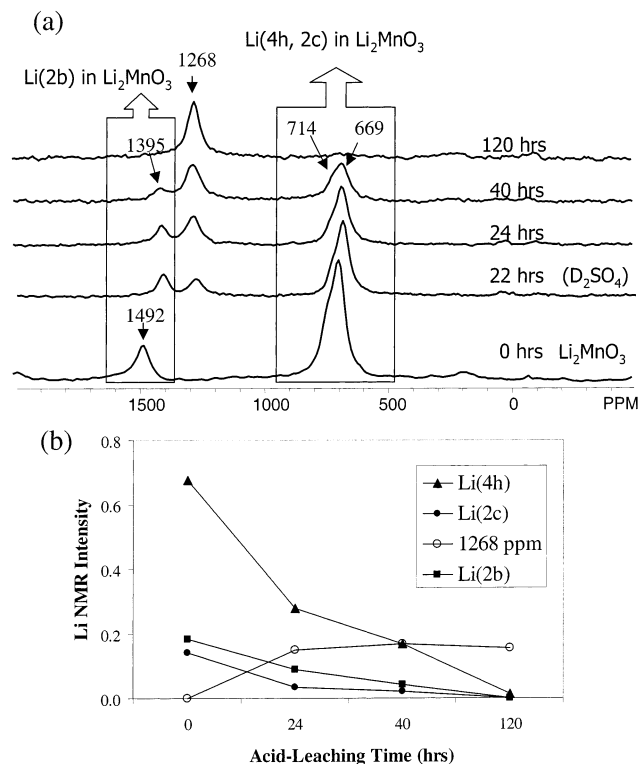 (a)
Li(4h, 2c) in Li₂MnO₃
1268
Li(2b) in Li₂MnO₃
1395
714
669
120 hrs
40 hrs
24 hrs
22 hrs (D₂SO₄)
1492
0 hrs Li₂MnO₃
1500 1000 500 0 PPM
(b)
0.8
0.6
0.4
0.2
0.0
Li NMR Intensity
Li(4h)
Li(2c)
1268 ppm
Li(2b)
0 24 40 120
Acid-Leaching Time (hrs)